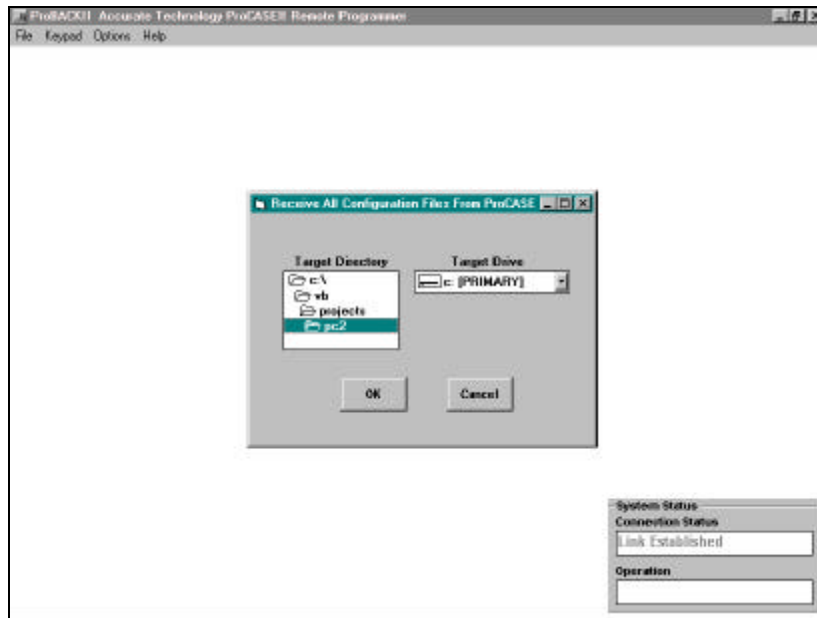 ProBACKII Accurate Technology ProCASEII Remote Programmer
File Keypad Options Help
Receive All Configuration Files From ProCASE
Target Directory Target Drive
c:\ c: [PRIMARY]
vb
projects
pc2
OK Cancel
System Status
Connection Status
Link Established
Operation